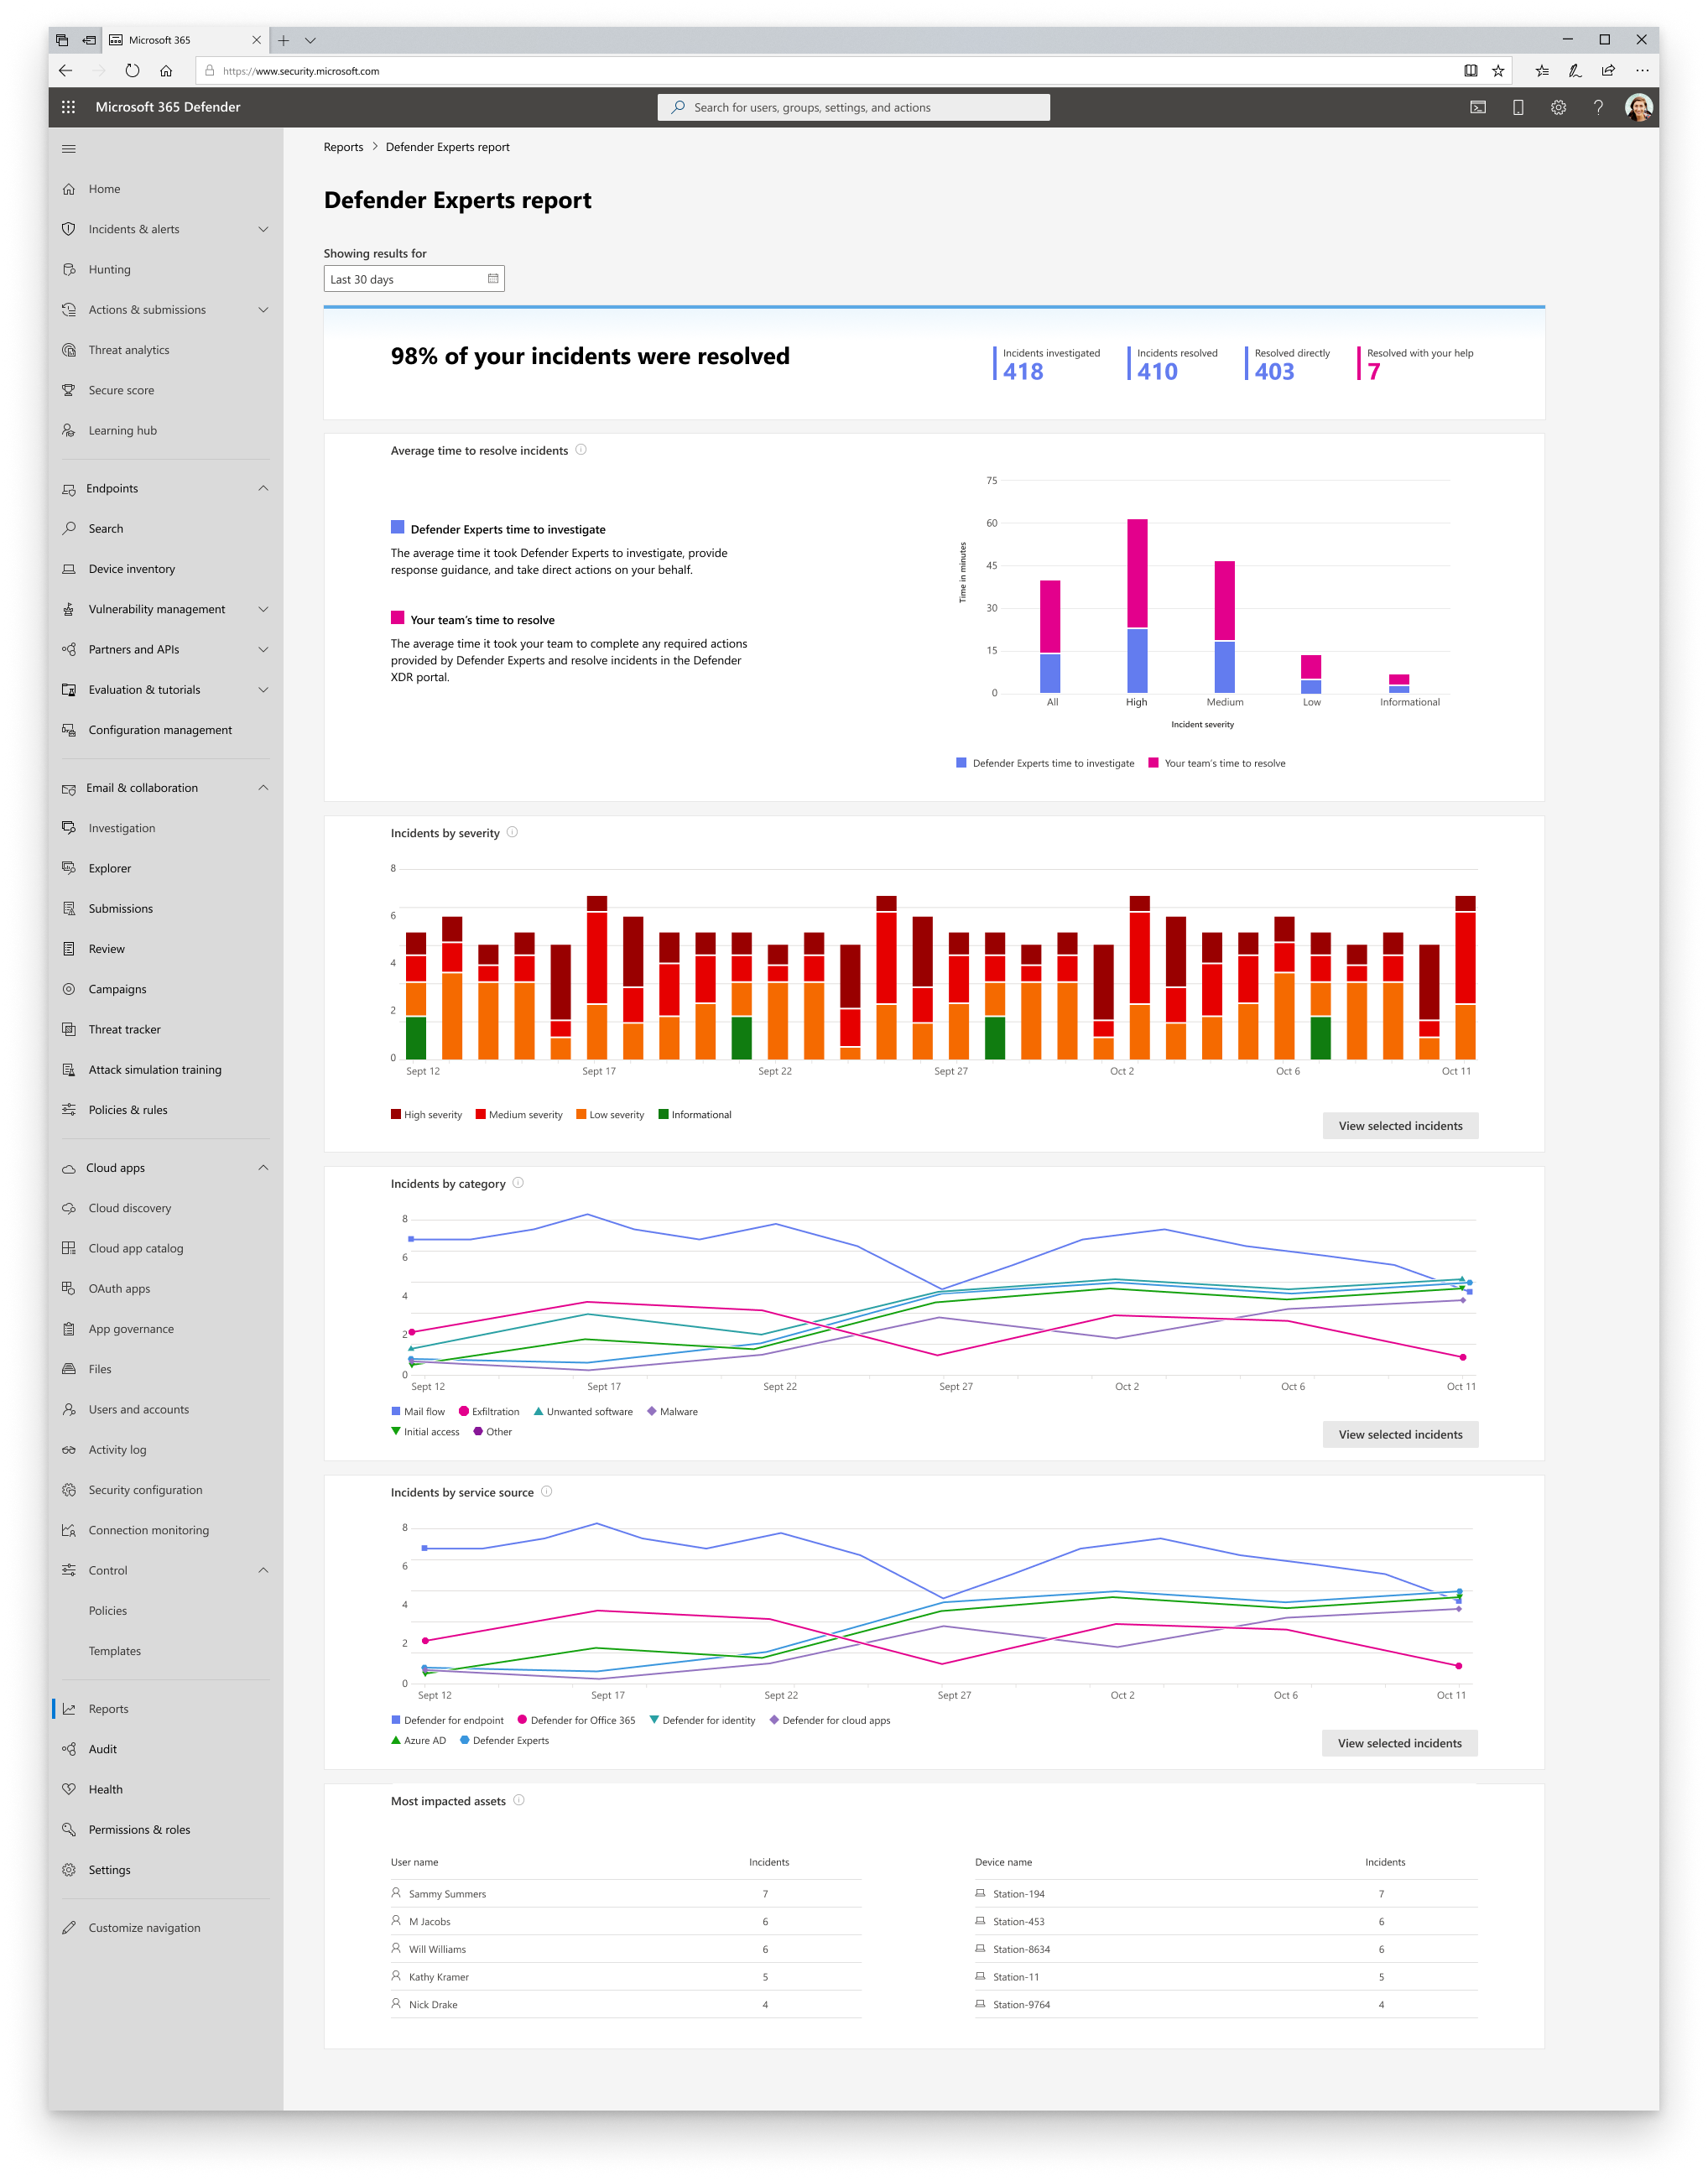 Microsoft 365
https://www.security.microsoft.com
Microsoft 365 Defender
Search for users, groups, settings, and actions
Home
Incidents & alerts
Hunting
Actions & submissions
Threat analytics
Secure score
Learning hub
Endpoints
Search
Device inventory
Vulnerability management
Partners and APIs
Evaluation & tutorials
Configuration management
Email & collaboration
Investigation
Explorer
Submissions
Review
Campaigns
Threat tracker
Attack simulation training
Policies & rules
Cloud apps
Cloud discovery
Cloud app catalog
OAuth apps
App governance
Files
Users and accounts
Activity log
Security configuration
Connection monitoring
Control
Policies
Templates
Reports
Audit
Health
Permissions & roles
Settings
Customize navigation
Reports > Defender Experts report
Defender Experts report
Showing results for
Last 30 days
98% of your incidents were resolved
Incidents investigated
418
Incidents resolved
410
Resolved directly
403
Resolved with your help
7
Average time to resolve incidents
Defender Experts time to investigate
The average time it took Defender Experts to investigate, provide
response guidance, and take direct actions on your behalf.
Your team's time to resolve
The average time it took your team to complete any required actions
provided by Defender Experts and resolve incidents in the Defender
XDR portal.
Time in minutes
75
60
45
30
15
0
All High Medium Low Informational
Incident severity
Defender Experts time to investigate Your team's time to resolve
Incidents by severity
8
6
4
2
0
Sept 12 Sept 17 Sept 22 Sept 27 Oct 2 Oct 6 Oct 11
High severity Medium severity Low severity Informational
View selected incidents
Incidents by category
8
6
4
2
0
Sept 12 Sept 17 Sept 22 Sept 27 Oct 2 Oct 6 Oct 11
Mail flow Exfiltration Unwanted software Malware
Initial access Other
View selected incidents
Incidents by service source
8
6
4
2
0
Sept 12 Sept 17 Sept 22 Sept 27 Oct 2 Oct 6 Oct 11
Defender for endpoint Defender for Office 365 Defender for identity Defender for cloud apps
Azure AD Defender Experts
View selected incidents
Most impacted assets
User name Incidents
Sammy Summers 7
M Jacobs 6
Will Williams 6
Kathy Kramer 5
Nick Drake 4
Device name Incidents
Station-194 7
Station-453 6
Station-8634 6
Station-11 5
Station-9764 4